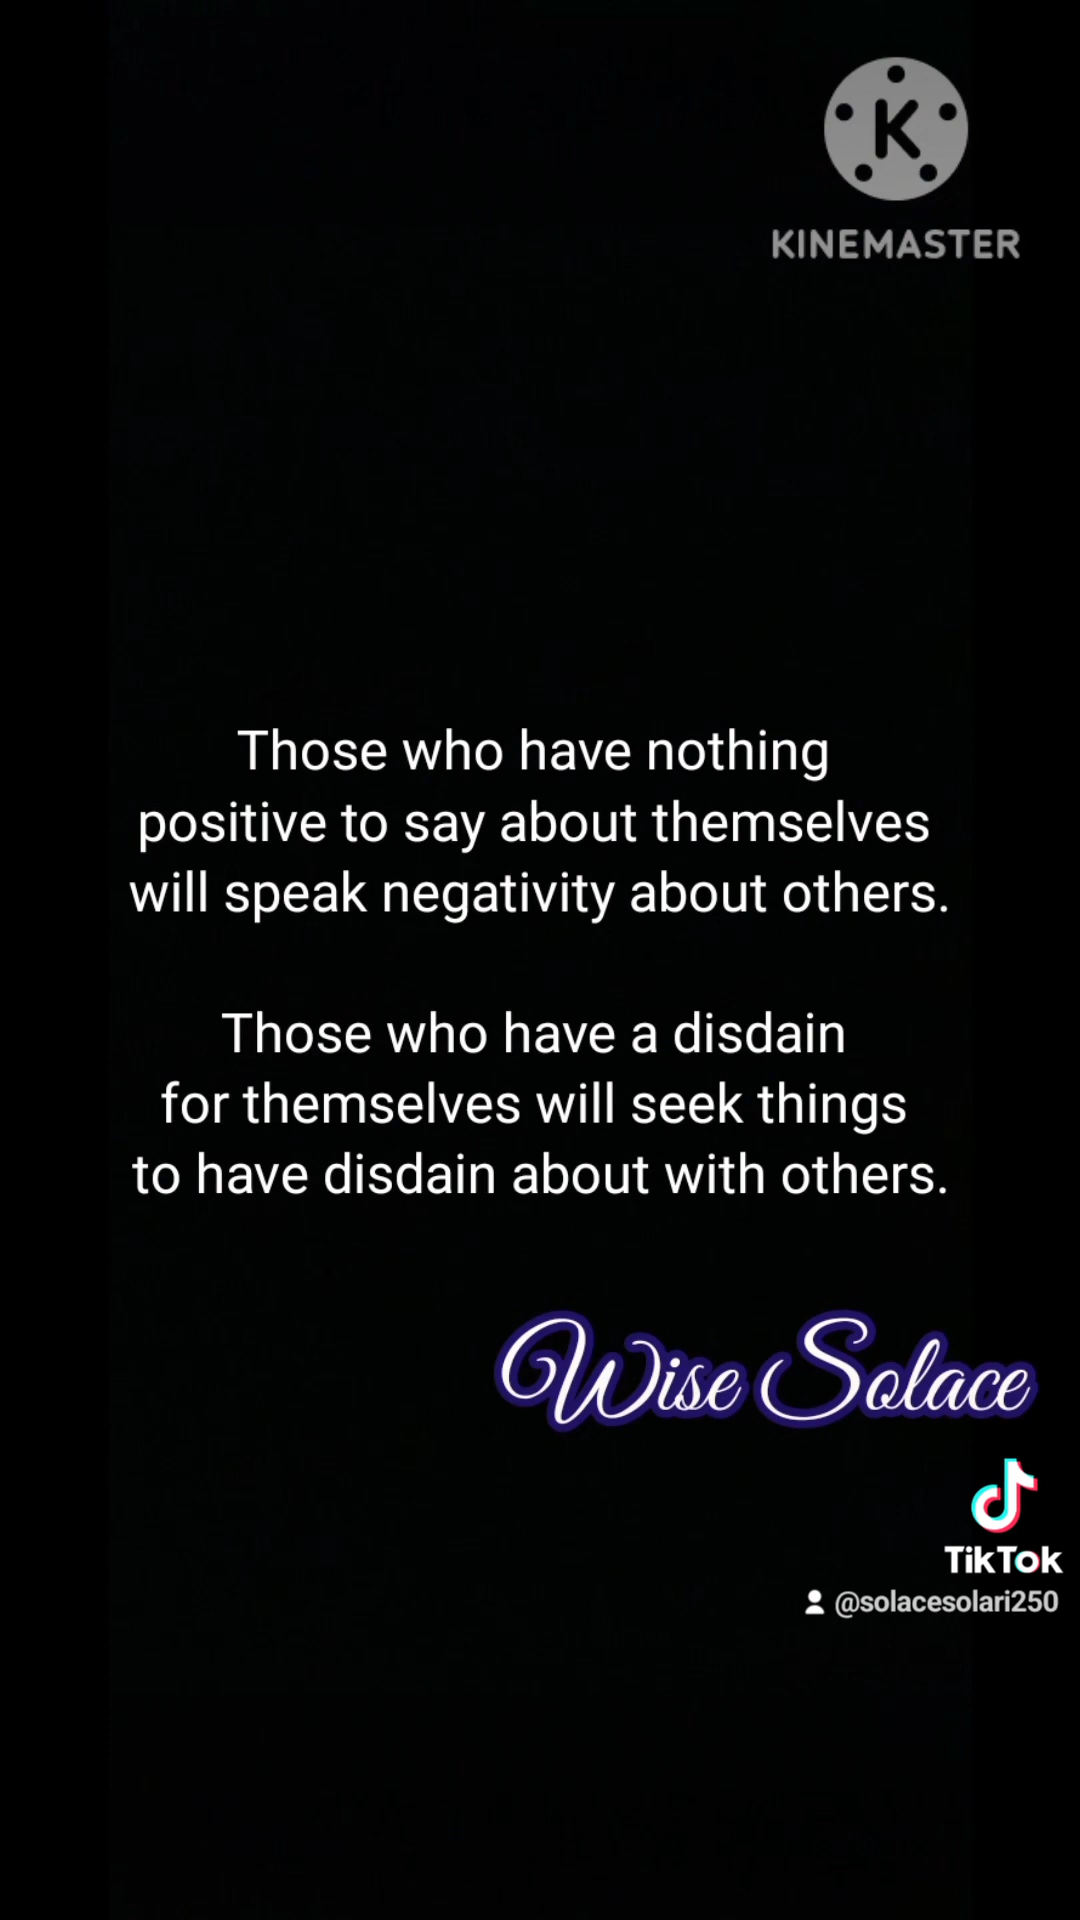 K
KINEMASTER
Those who have nothing
positive to say about themselves
will speak negativity about others.
Those who have a disdain
for themselves will seek things
to have disdain about with others.
Wise Solace
TikTok
@solacesolari250